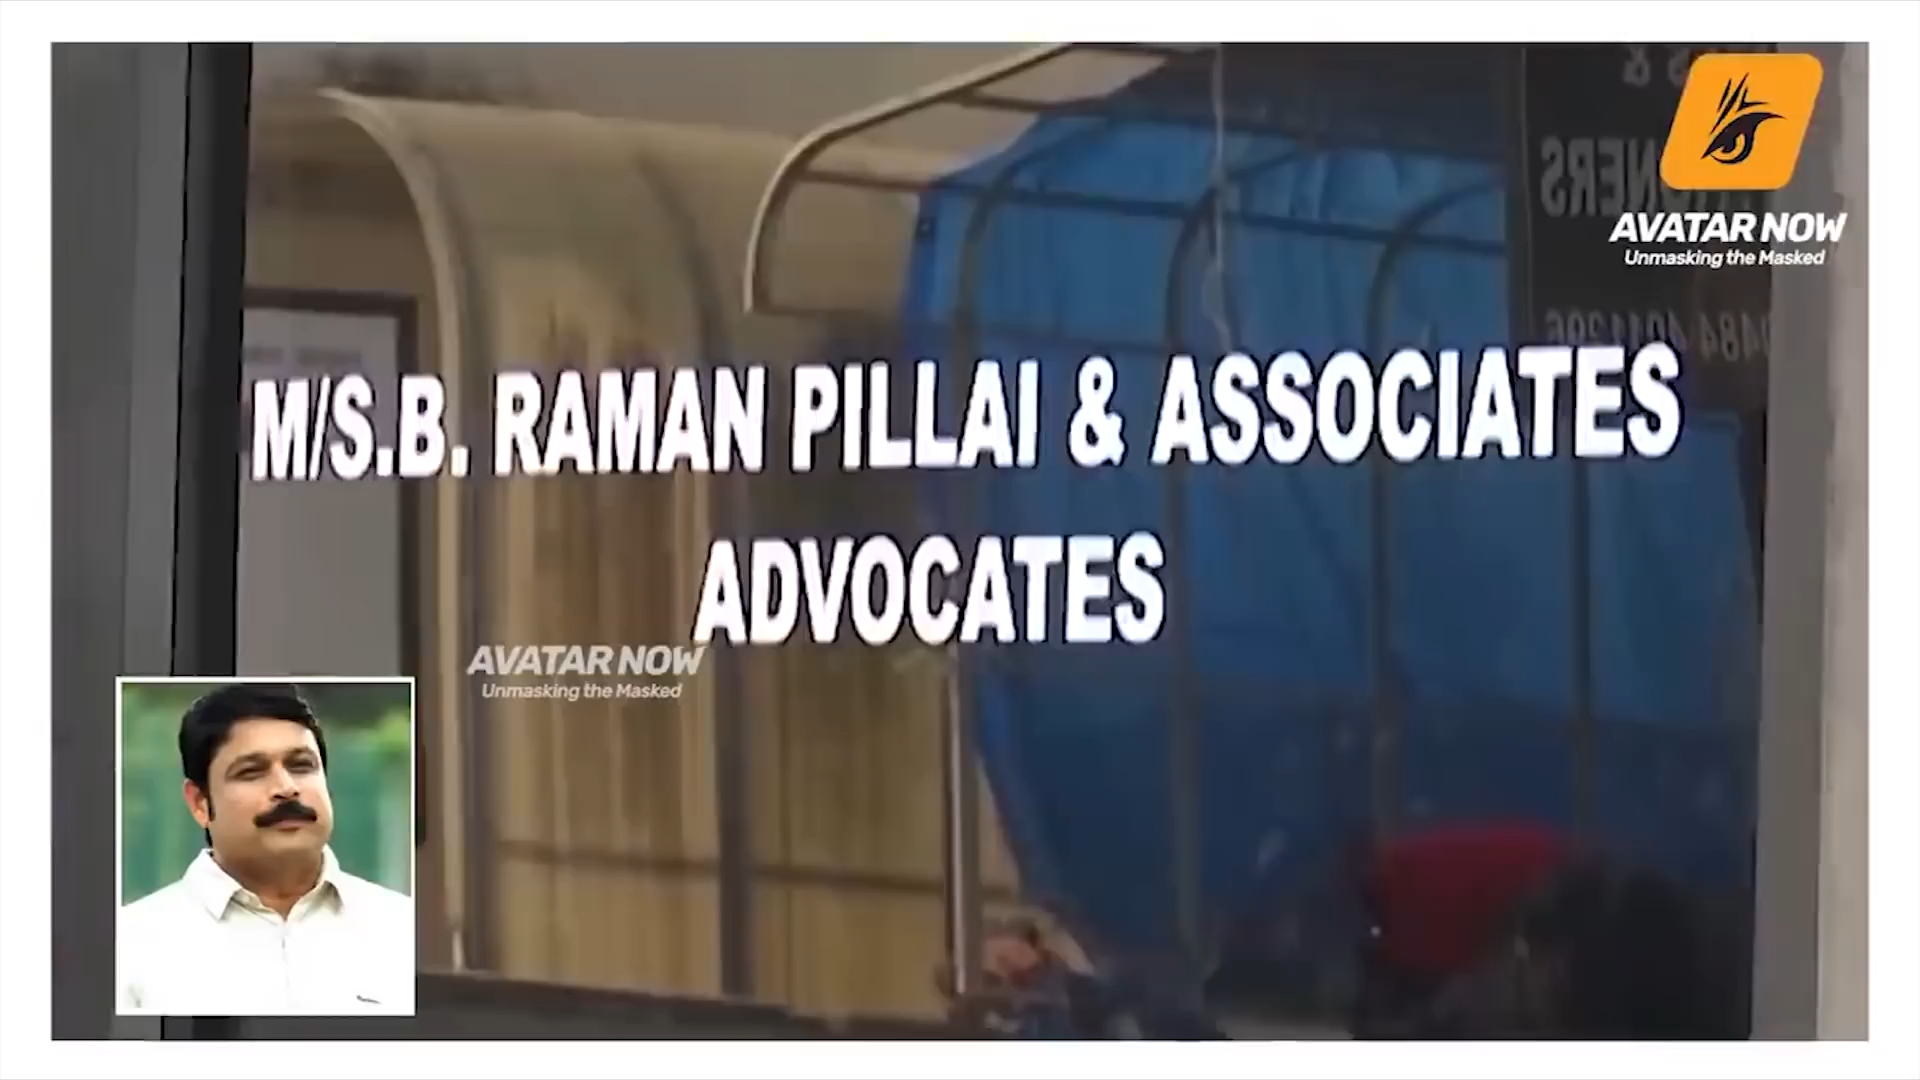 AVATAR NOW
Unmasking the Masked
M/S.B. RAMAN PILLAI & ASSOCIATES
ADVOCATES
AVATAR NOW
Unmasking the Masked